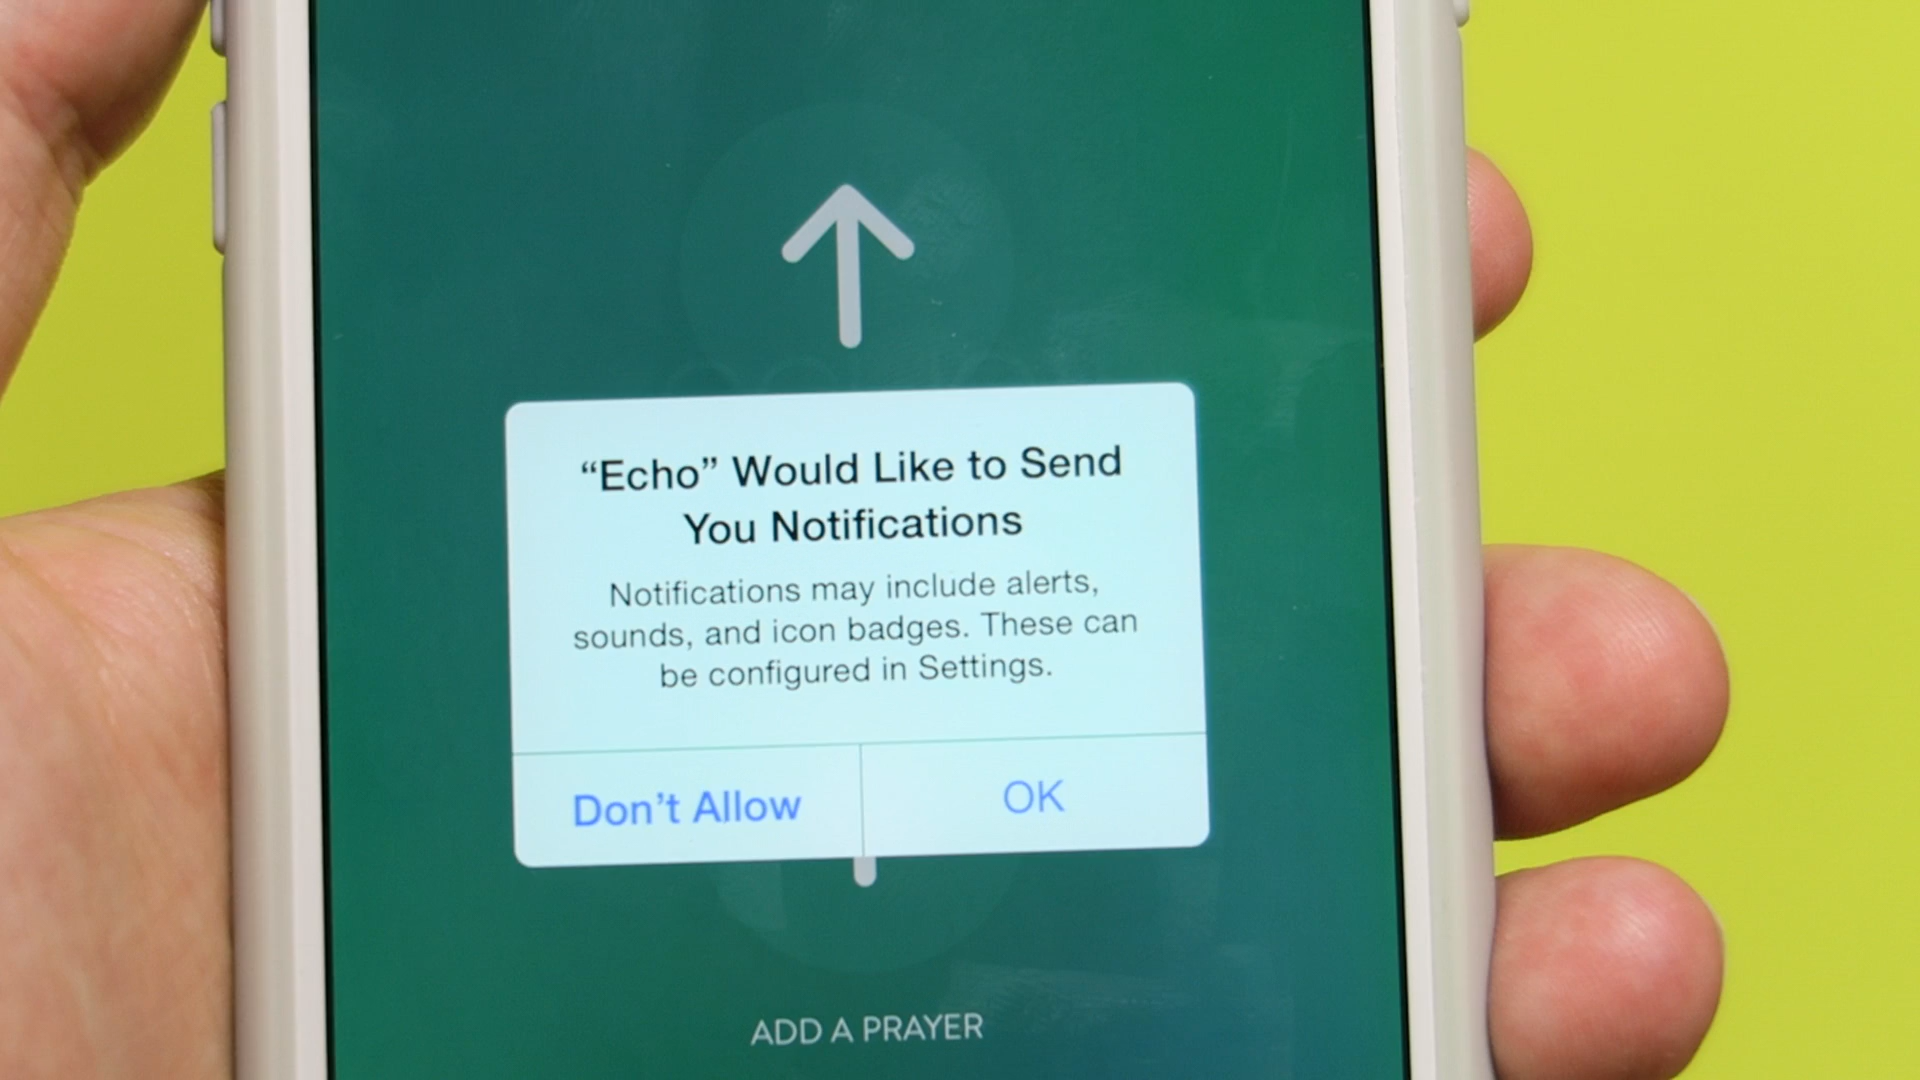 “Echo” Would Like to Send
You Notifications
Notifications may include alerts,
sounds, and icon badges. These can
be configured in Settings.
Don’t Allow
OK
ADD A PRAYER